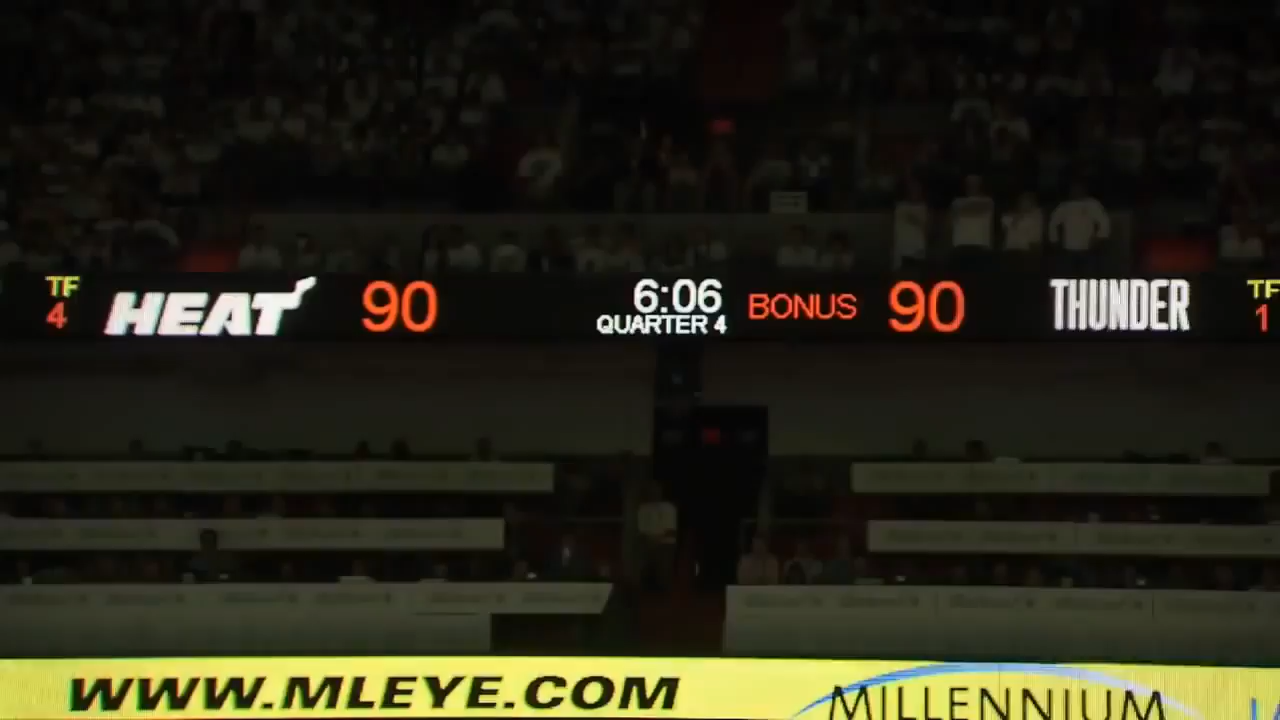 TF
4
HEAT
90
6:06
QUARTER 4
BONUS
90
THUNDER
TF
1
WWW.MLEYE.COM
MILLENNIUM